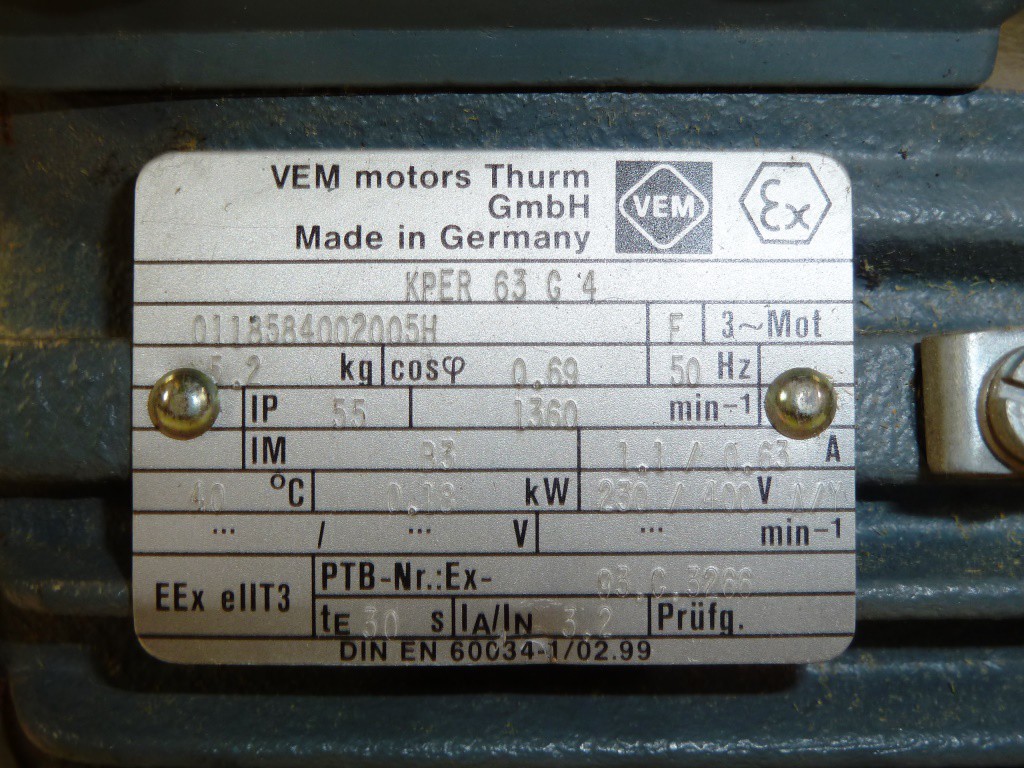 VEM motors Thurm
GmbH
Made in Germany
VEM
Ex
KPER 63 G 4
0118584002005H F 3~Mot
5.2 kg cosφ 0.69 50 Hz
IP 55 1360 min-1
IM B3 1.1 / 0.63 A
40 °C 0.18 kW 230 / 400 V Δ/Y
... / ... V ... min-1
EEx eIIT3
PTB-Nr.:Ex- 93.C.3266
tE 30 s IA/IN 3.2 Prüfg.
DIN EN 60034-1/02.99